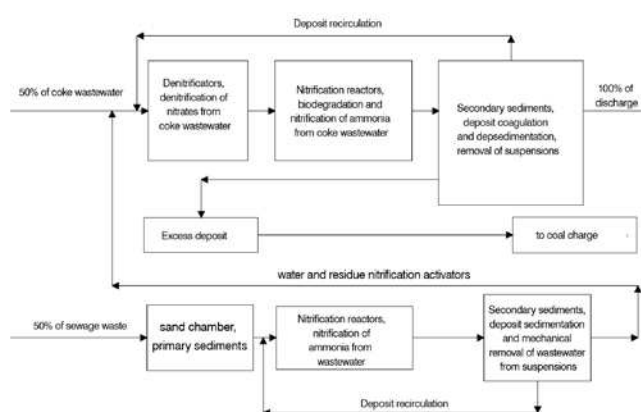 Deposit recirculation
50% of coke wastewater
Denitrificators,
denitrification of
nitrates from
coke wastewater
Nitrification reactors,
biodegradation and
nitrification of ammonia
from coke wastewater
Secondary sediments,
deposit coagulation
and depsedimentation,
removal of suspensions
100% of
discharge
Excess deposit
to coal charge
water and residue nitrification activators
50% of sewage waste
sand chamber,
primary sediments
Nitrification reactors,
nitrification of
ammonia from
wastewater
Secondary sediments,
deposit sedimentation
and mechanical
removal of wastewater
from suspensions
Deposit recirculation